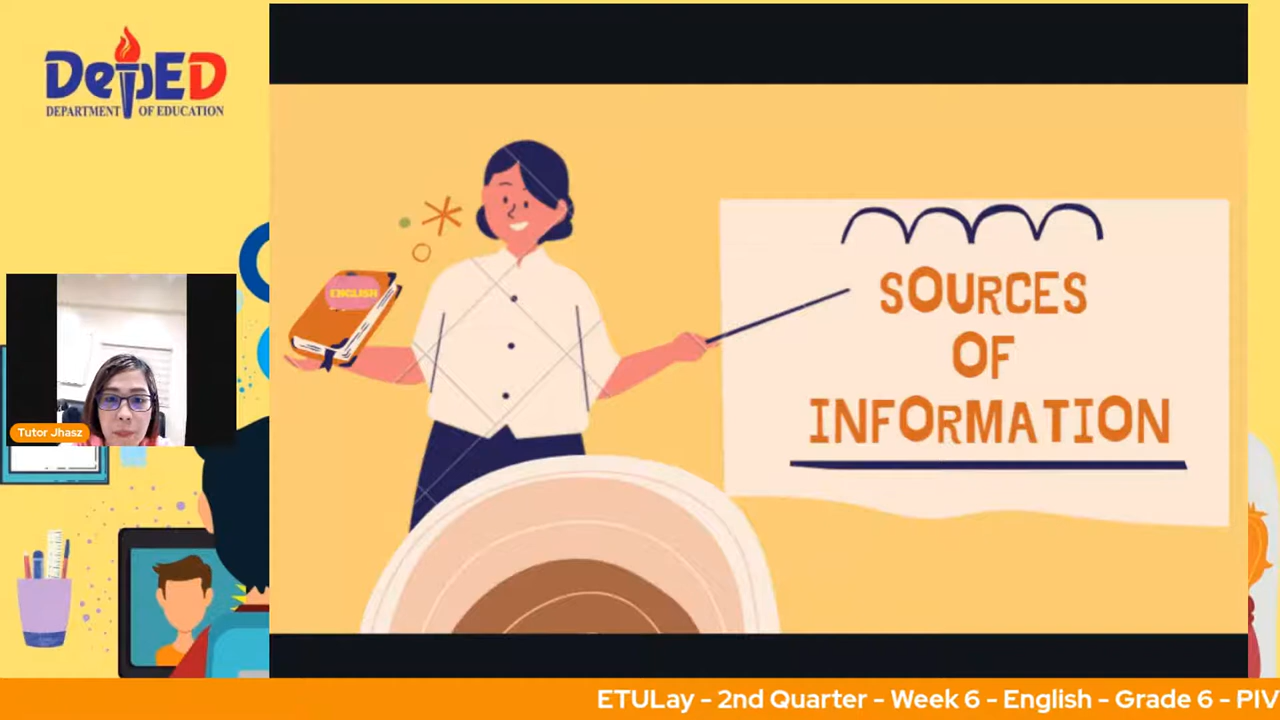 DepED
DEPARTMENT OF EDUCATION
ENGLISH
SOURCES
OF
INFORMATION
Tutor Jhasz
ETULay - 2nd Quarter - Week 6 - English - Grade 6 - PIV